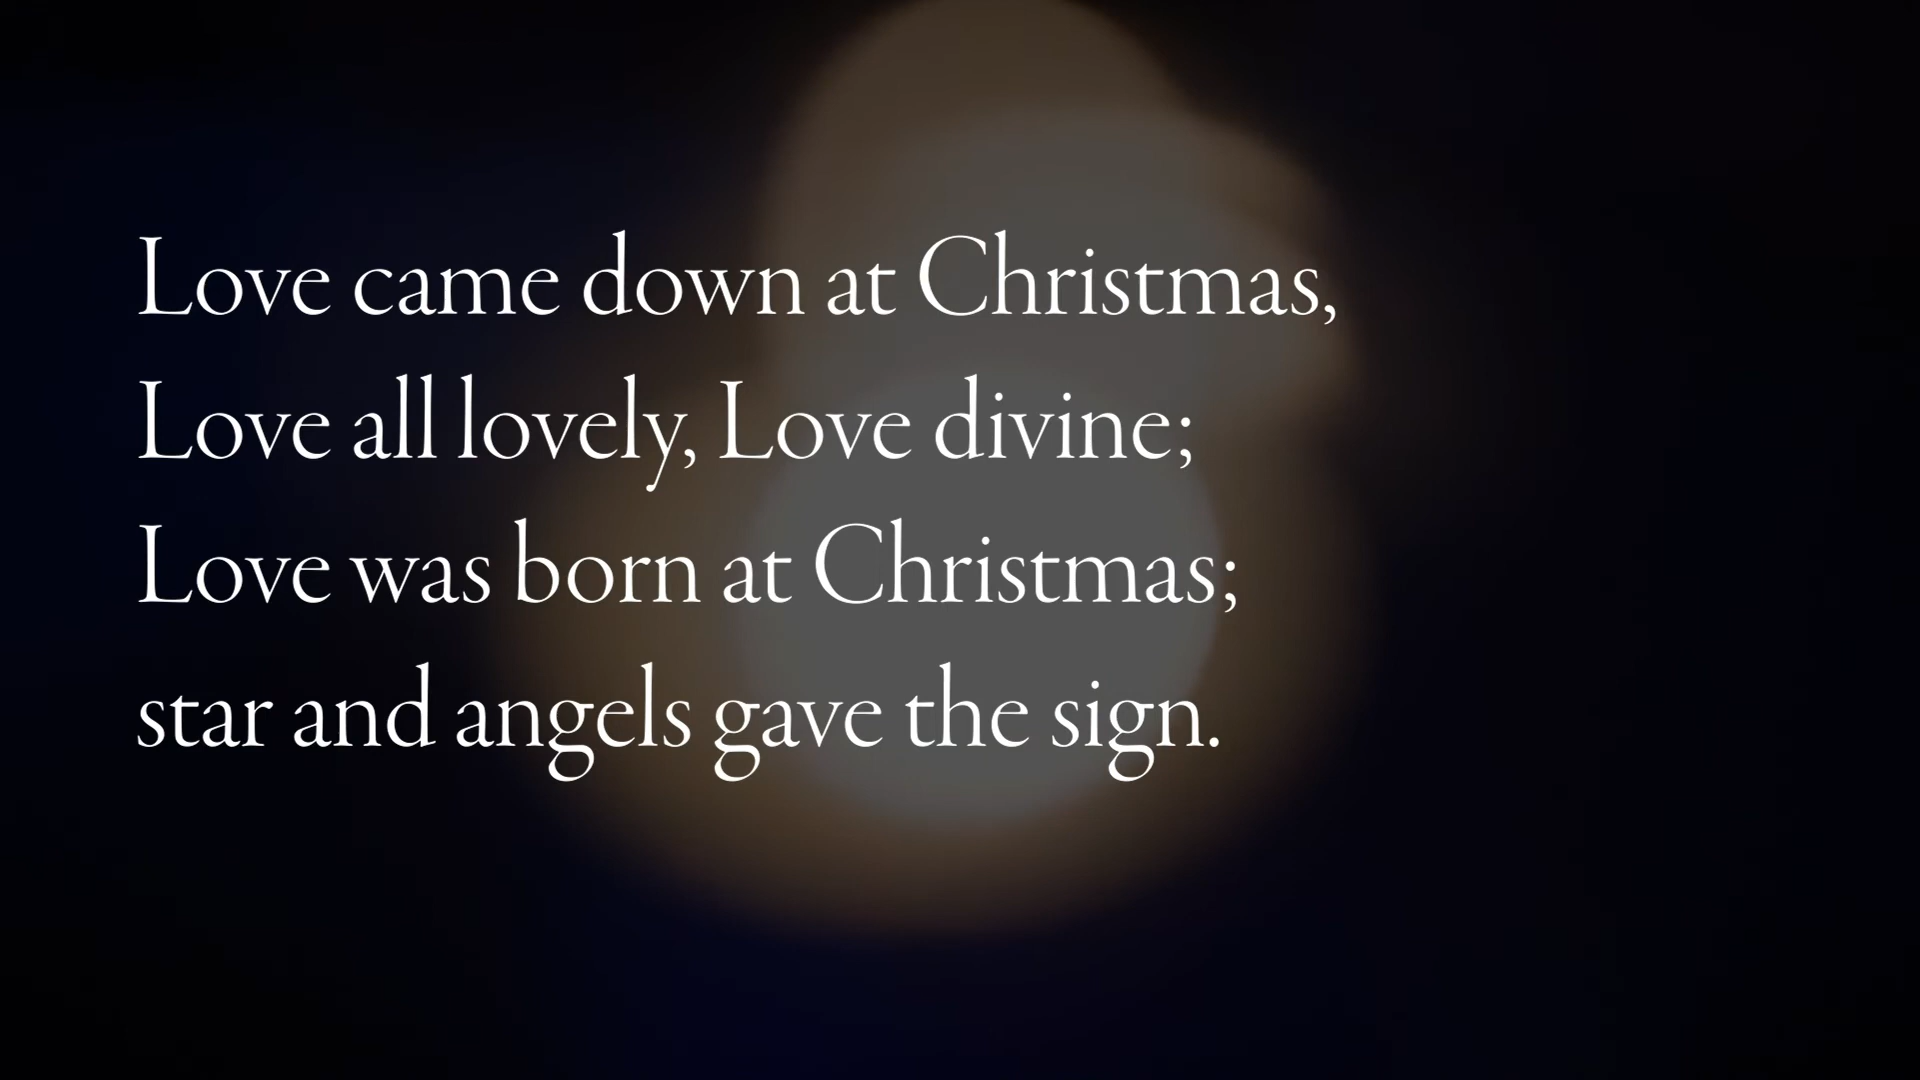 Love came down at Christmas,
Love all lovely, Love divine;
Love was born at Christmas;
star and angels gave the sign.